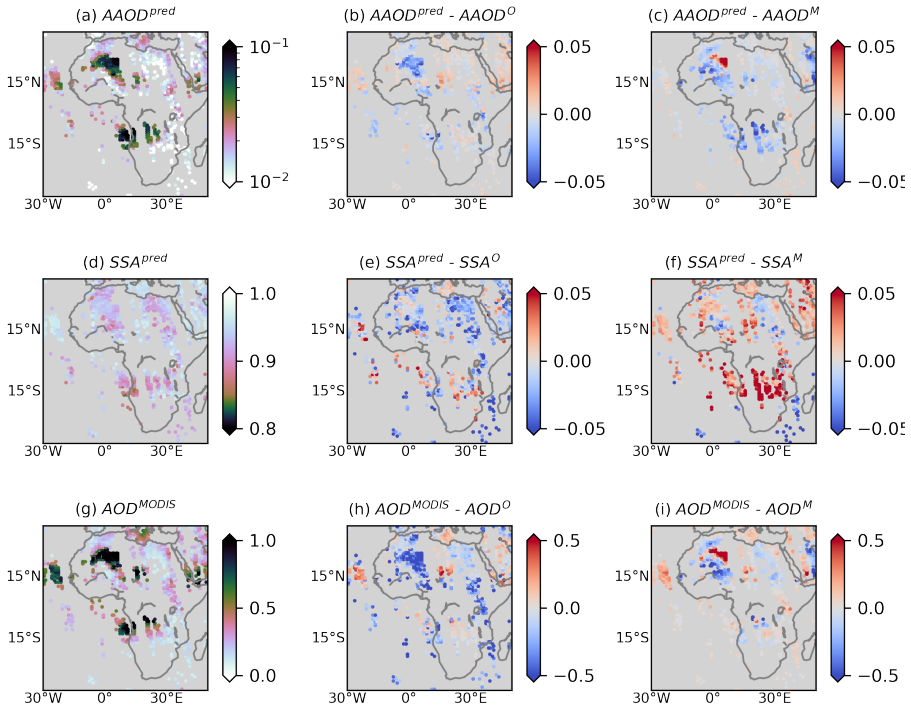 (a) AAOD^pred
(b) AAOD^pred - AAOD^O
(c) AAOD^pred - AAOD^M
15°N
15°S
30°W 0° 30°E
10^−1
10^−2
30°W 0° 30°E
0.05
0.00
−0.05
30°W 0° 30°E
0.05
0.00
−0.05
(d) SSA^pred
(e) SSA^pred - SSA^O
(f) SSA^pred - SSA^M
15°N
15°S
30°W 0° 30°E
1.0
0.9
0.8
15°N
15°S
30°W 0° 30°E
0.05
0.00
−0.05
15°N
15°S
30°W 0° 30°E
0.05
0.00
−0.05
(g) AOD^MODIS
(h) AOD^MODIS - AOD^O
(i) AOD^MODIS - AOD^M
15°N
15°S
30°W 0° 30°E
1.0
0.5
0.0
15°N
15°S
30°W 0° 30°E
0.5
0.0
−0.5
15°N
15°S
30°W 0° 30°E
0.5
0.0
−0.5